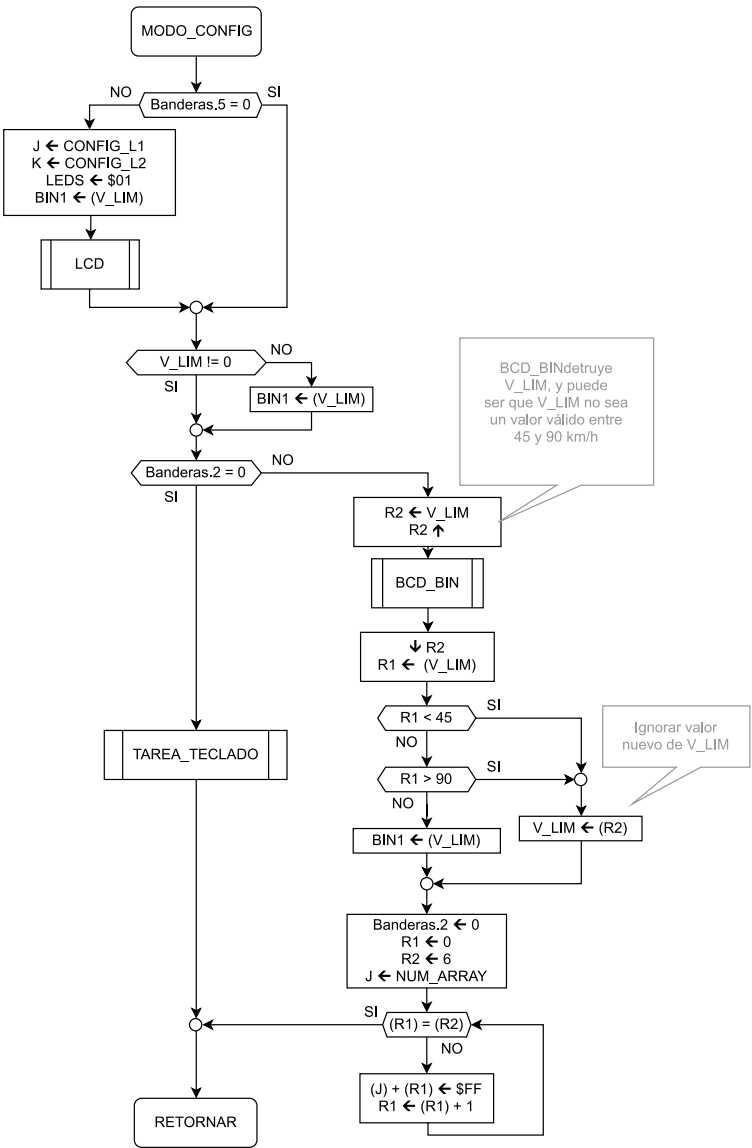 MODO_CONFIG
NO
SI
Banderas.5 = 0
J ← CONFIG_L1
K ← CONFIG_L2
LEDS ← $01
BIN1 ← (V_LIM)
LCD
V_LIM != 0
NO
SI
BIN1 ← (V_LIM)
BCD_BINdetruye
V_LIM, y puede
ser que V_LIM no sea
un valor válido entre
45 y 90 km/h
Banderas.2 = 0
NO
SI
R2 ← V_LIM
R2 ↑
BCD_BIN
↓ R2
R1 ← (V_LIM)
R1 < 45
SI
NO
Ignorar valor
nuevo de V_LIM
TAREA_TECLADO
R1 > 90
SI
NO
BIN1 ← (V_LIM)
V_LIM ← (R2)
Banderas.2 ← 0
R1 ← 0
R2 ← 6
J ← NUM_ARRAY
SI
(R1) = (R2)
NO
(J) + (R1) ← $FF
R1 ← (R1) + 1
RETORNAR